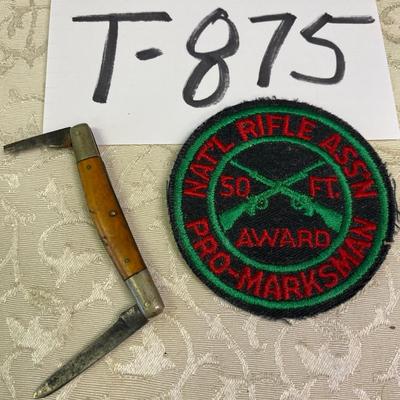 T-875
NAT'L RIFLE ASS'N
50 FT.
AWARD
PRO-MARKSMAN